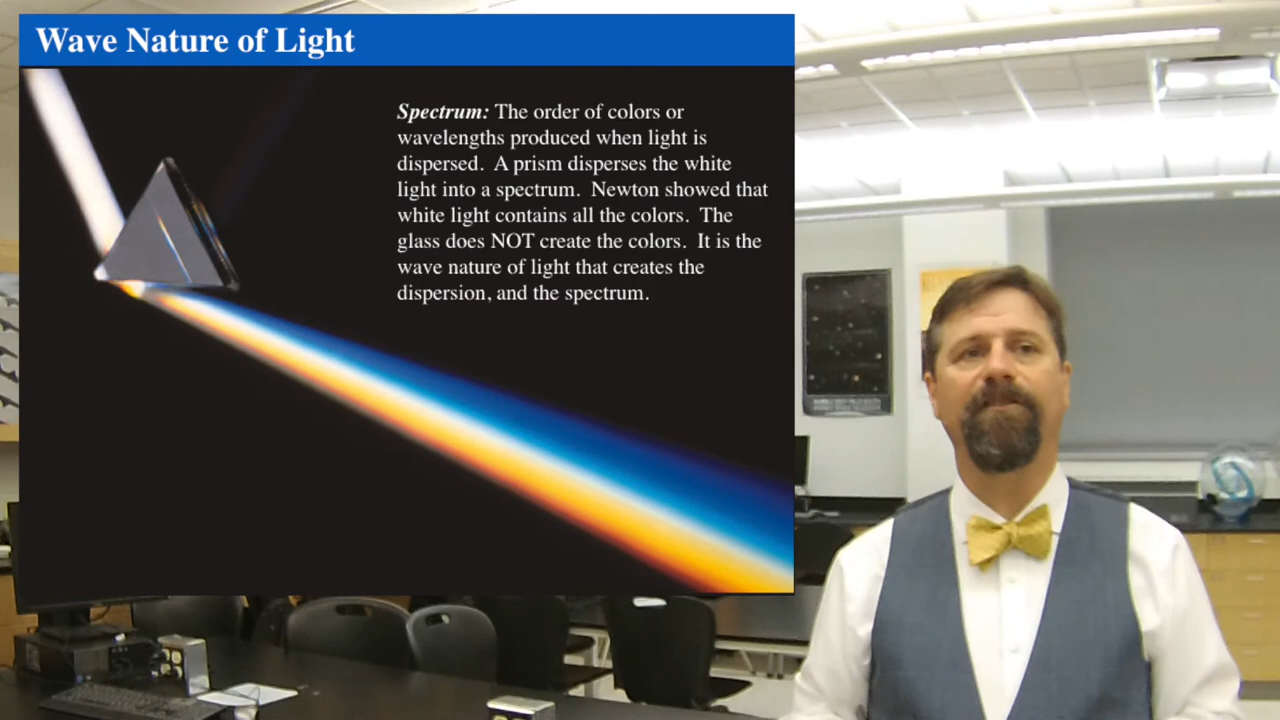 Wave Nature of Light
Spectrum: The order of colors or
wavelengths produced when light is
dispersed. A prism disperses the white
light into a spectrum. Newton showed that
white light contains all the colors. The
glass does NOT create the colors. It is the
wave nature of light that creates the
dispersion, and the spectrum.